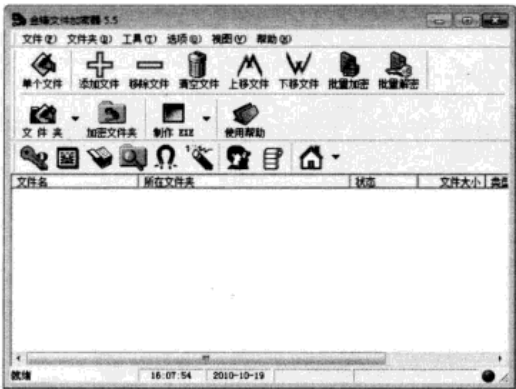 金锋文件加密器 5.5
文件(F) 文件夹(D) 工具(T) 选项(O) 视图(V) 帮助(H)
单个文件 添加文件 移除文件 清空文件 上移文件 下移文件 批量加密 批量解密
文 件 夹 加密文件夹 制作 EXE 使用帮助
文件名 所在文件夹 状态 文件大小
就绪 16:07:54 2010-10-19